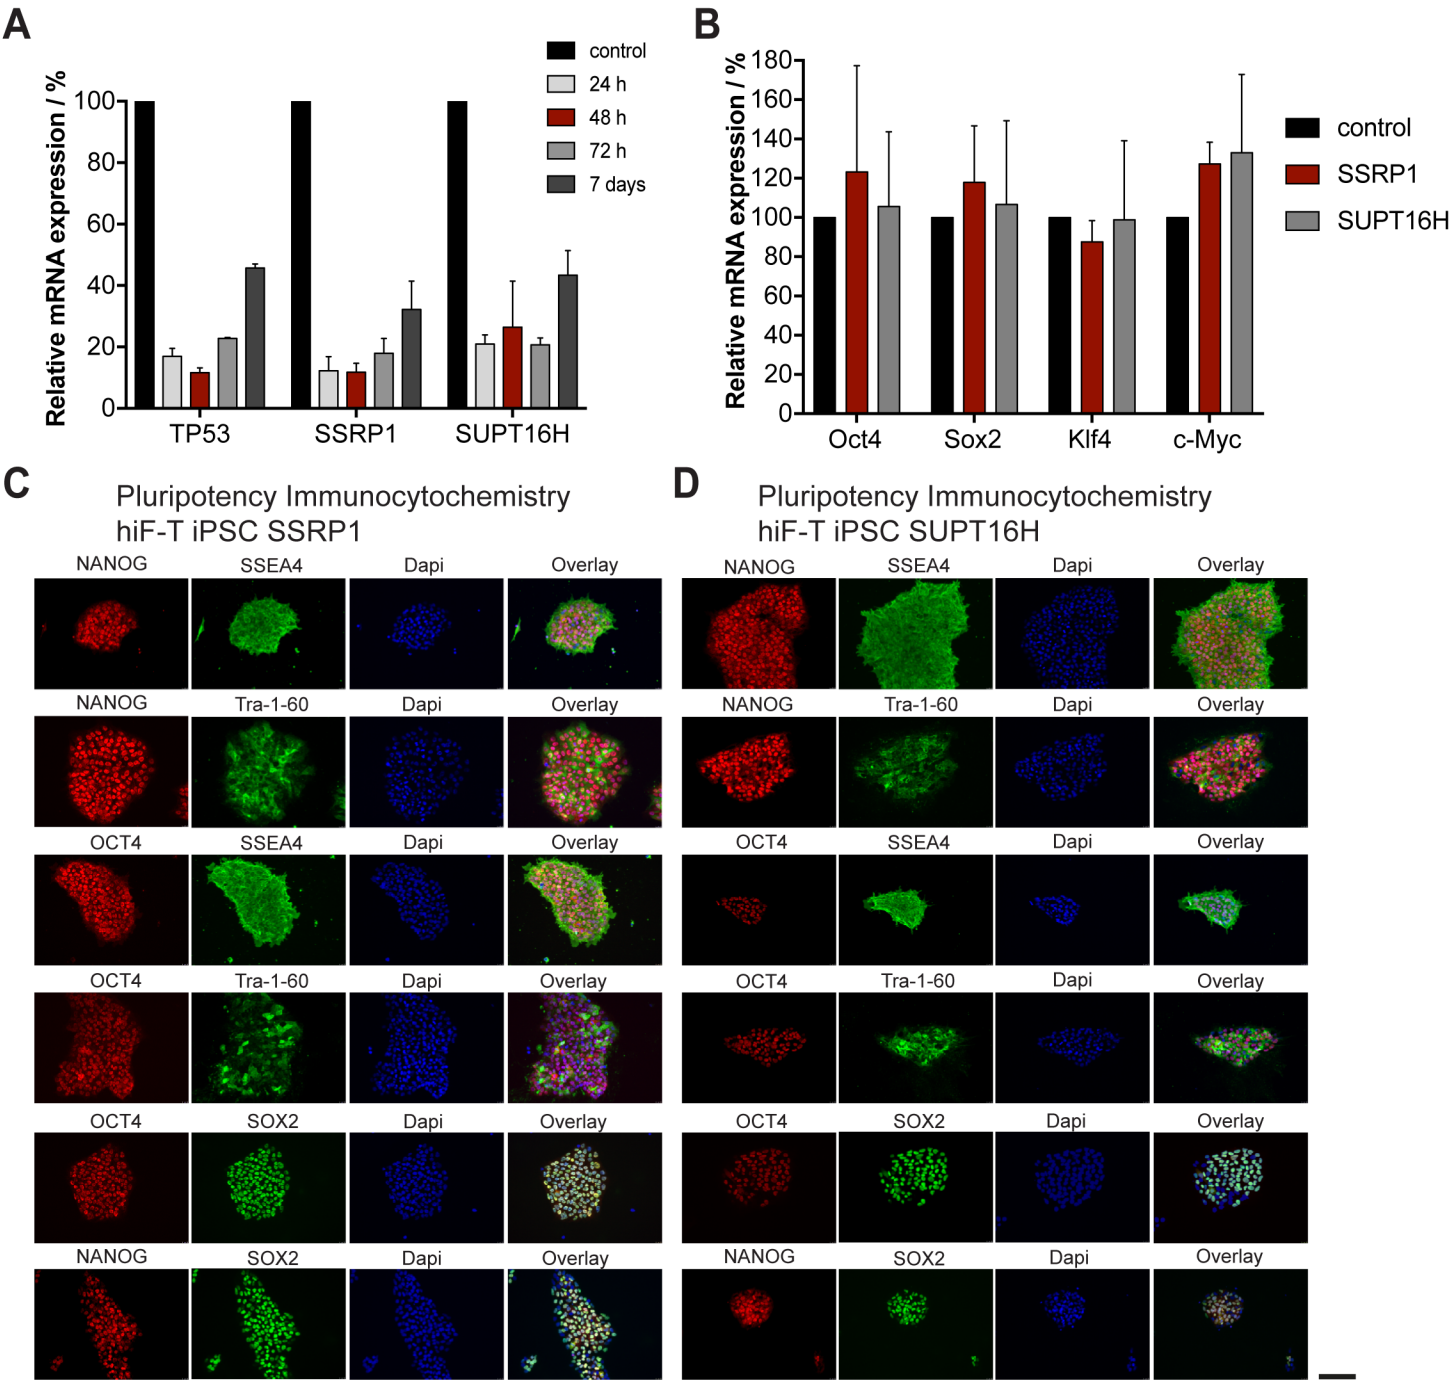 A
control
24 h
48 h
72 h
7 days
Relative mRNA expression / %
100
80
60
40
20
0
TP53 SSRP1 SUPT16H
B
control
SSRP1
SUPT16H
Relative mRNA expression / %
180
160
140
120
100
80
60
40
20
0
Oct4 Sox2 Klf4 c-Myc
C
Pluripotency Immunocytochemistry
hiF-T iPSC SSRP1
NANOG SSEA4 Dapi Overlay
NANOG Tra-1-60 Dapi Overlay
OCT4 SSEA4 Dapi Overlay
OCT4 Tra-1-60 Dapi Overlay
OCT4 SOX2 Dapi Overlay
NANOG SOX2 Dapi Overlay
D
Pluripotency Immunocytochemistry
hiF-T iPSC SUPT16H
NANOG SSEA4 Dapi Overlay
NANOG Tra-1-60 Dapi Overlay
OCT4 SSEA4 Dapi Overlay
OCT4 Tra-1-60 Dapi Overlay
OCT4 SOX2 Dapi Overlay
NANOG SOX2 Dapi Overlay